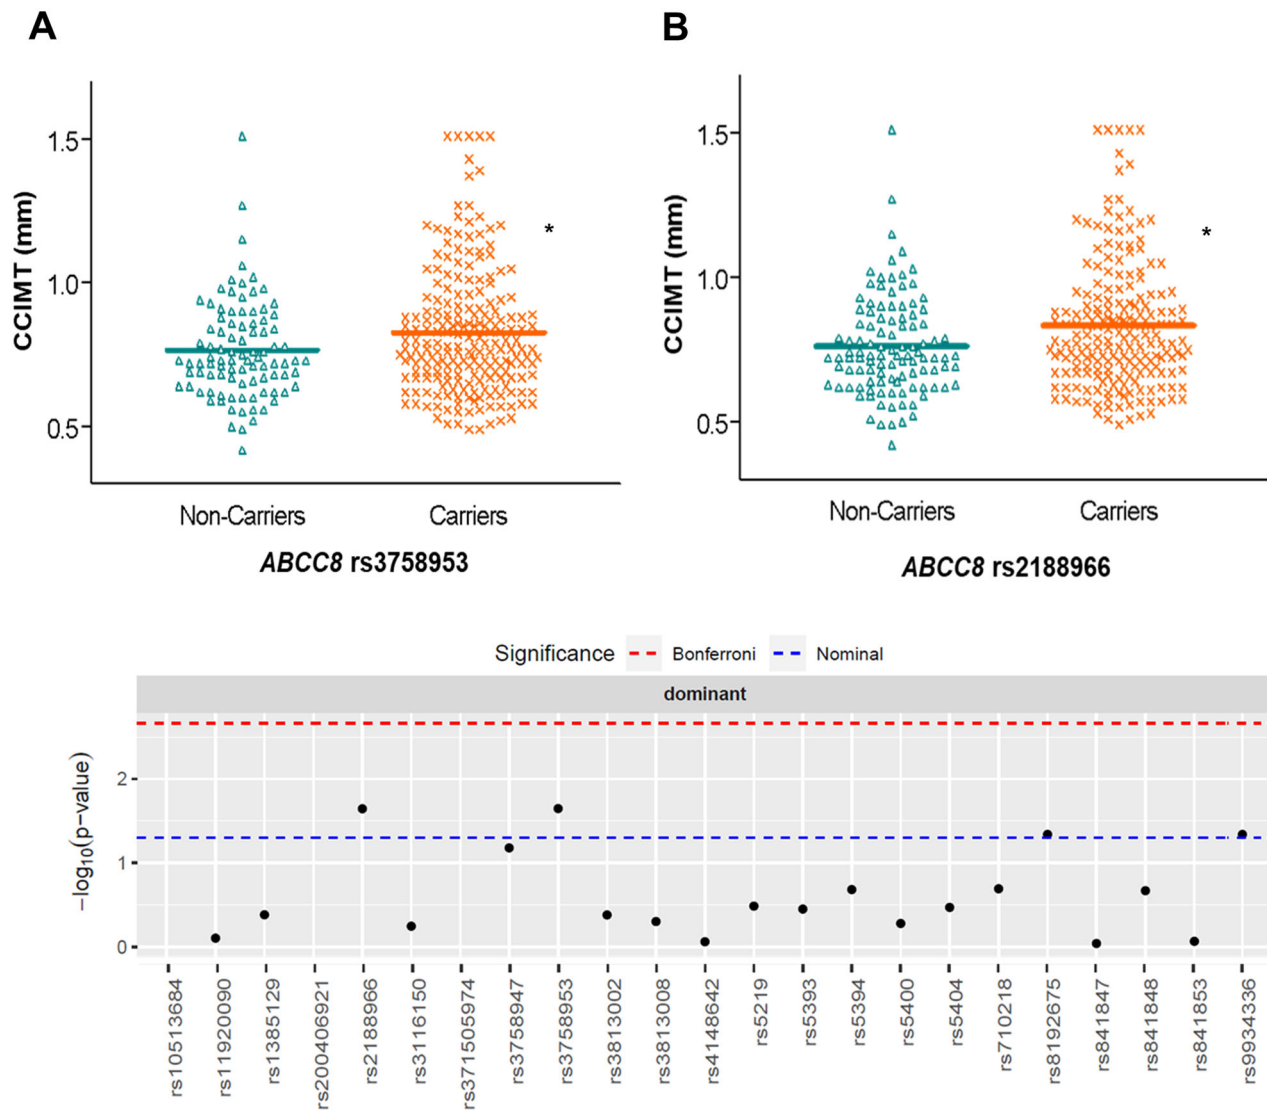 A
B
CCIMT (mm)
1.5
1.0
0.5
*
Non-Carriers Carriers
ABCC8 rs3758953
CCIMT (mm)
1.5
1.0
0.5
*
Non-Carriers Carriers
ABCC8 rs2188966
Significance Bonferroni Nominal
dominant
−log10(p−value)
2
1
0
rs10513684
rs11920090
rs1385129
rs200406921
rs2188966
rs3116150
rs371505974
rs3758947
rs3758953
rs3813002
rs3813008
rs4148642
rs5219
rs5393
rs5394
rs5400
rs5404
rs710218
rs8192675
rs841847
rs841848
rs841853
rs9934336